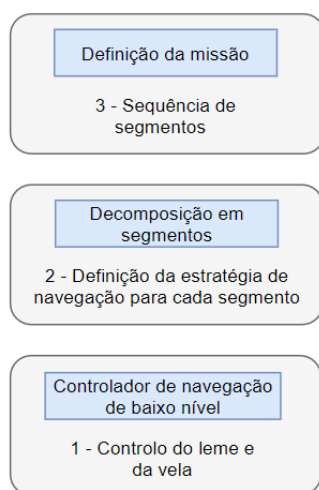 Definição da missão
3 - Sequência de
segmentos
Decomposição em
segmentos
2 - Definição da estratégia de
navegação para cada segmento
Controlador de navegação
de baixo nível
1 - Controlo do leme e
da vela